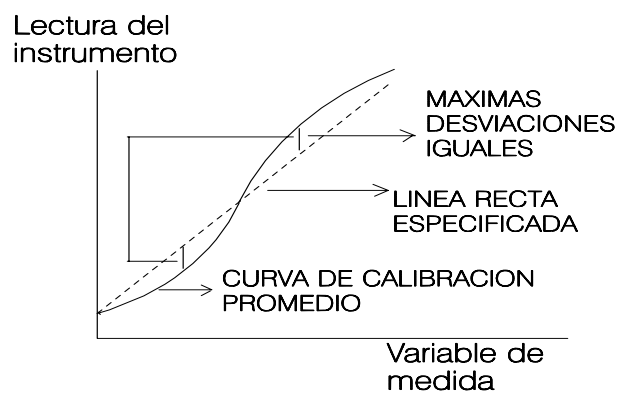 Lectura del
instrumento
MAXIMAS
DESVIACIONES
IGUALES
LINEA RECTA
ESPECIFICADA
CURVA DE CALIBRACION
PROMEDIO
Variable de
medida